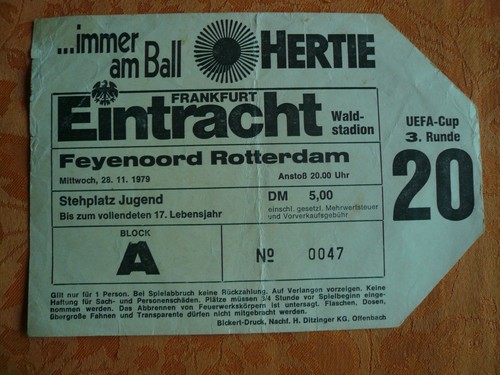 ...immer
am Ball
HERTIE
FRANKFURT
Eintracht
Wald-
stadion
UEFA-Cup
3. Runde
20
Feyenoord Rotterdam
Mittwoch, 28. 11. 1979
Anstoß 20.00 Uhr
Stehplatz Jugend
Bis zum vollendeten 17. Lebensjahr
DM 5,00
einschl. gesetzl. Mehrwertsteuer
und Vorverkaufsgebühr
BLOCK
A
No 0047
Gilt nur für 1 Person. Bei Spielabbruch keine Rückzahlung. Auf Verlangen vorzeigen. Keine
Haftung für Sach- und Personenschäden. Plätze müssen 3/4 Stunde vor Spielbeginn einge-
nommen werden. Das Abbrennen von Feuerwerkskörpern ist untersagt. Flaschen, Dosen,
übergroße Fahnen und Transparente dürfen nicht mitgebracht werden.
Bickert-Druck, Nachf. H. Ditzinger KG. Offenbach